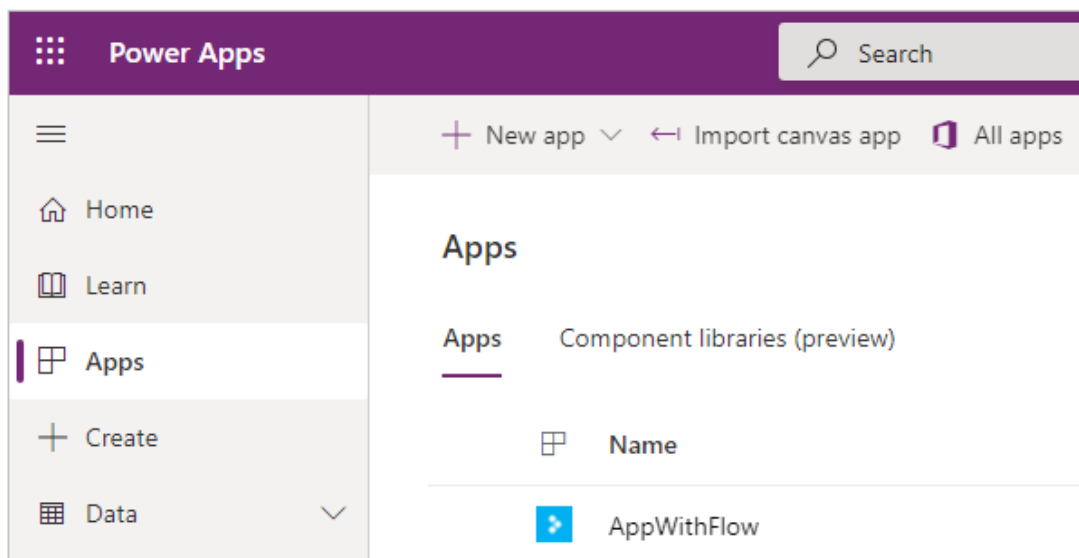 Power Apps
Search
New app
Import canvas app
All apps
Home
Learn
Apps
Create
Data
Apps
Apps
Component libraries (preview)
Name
AppWithFlow